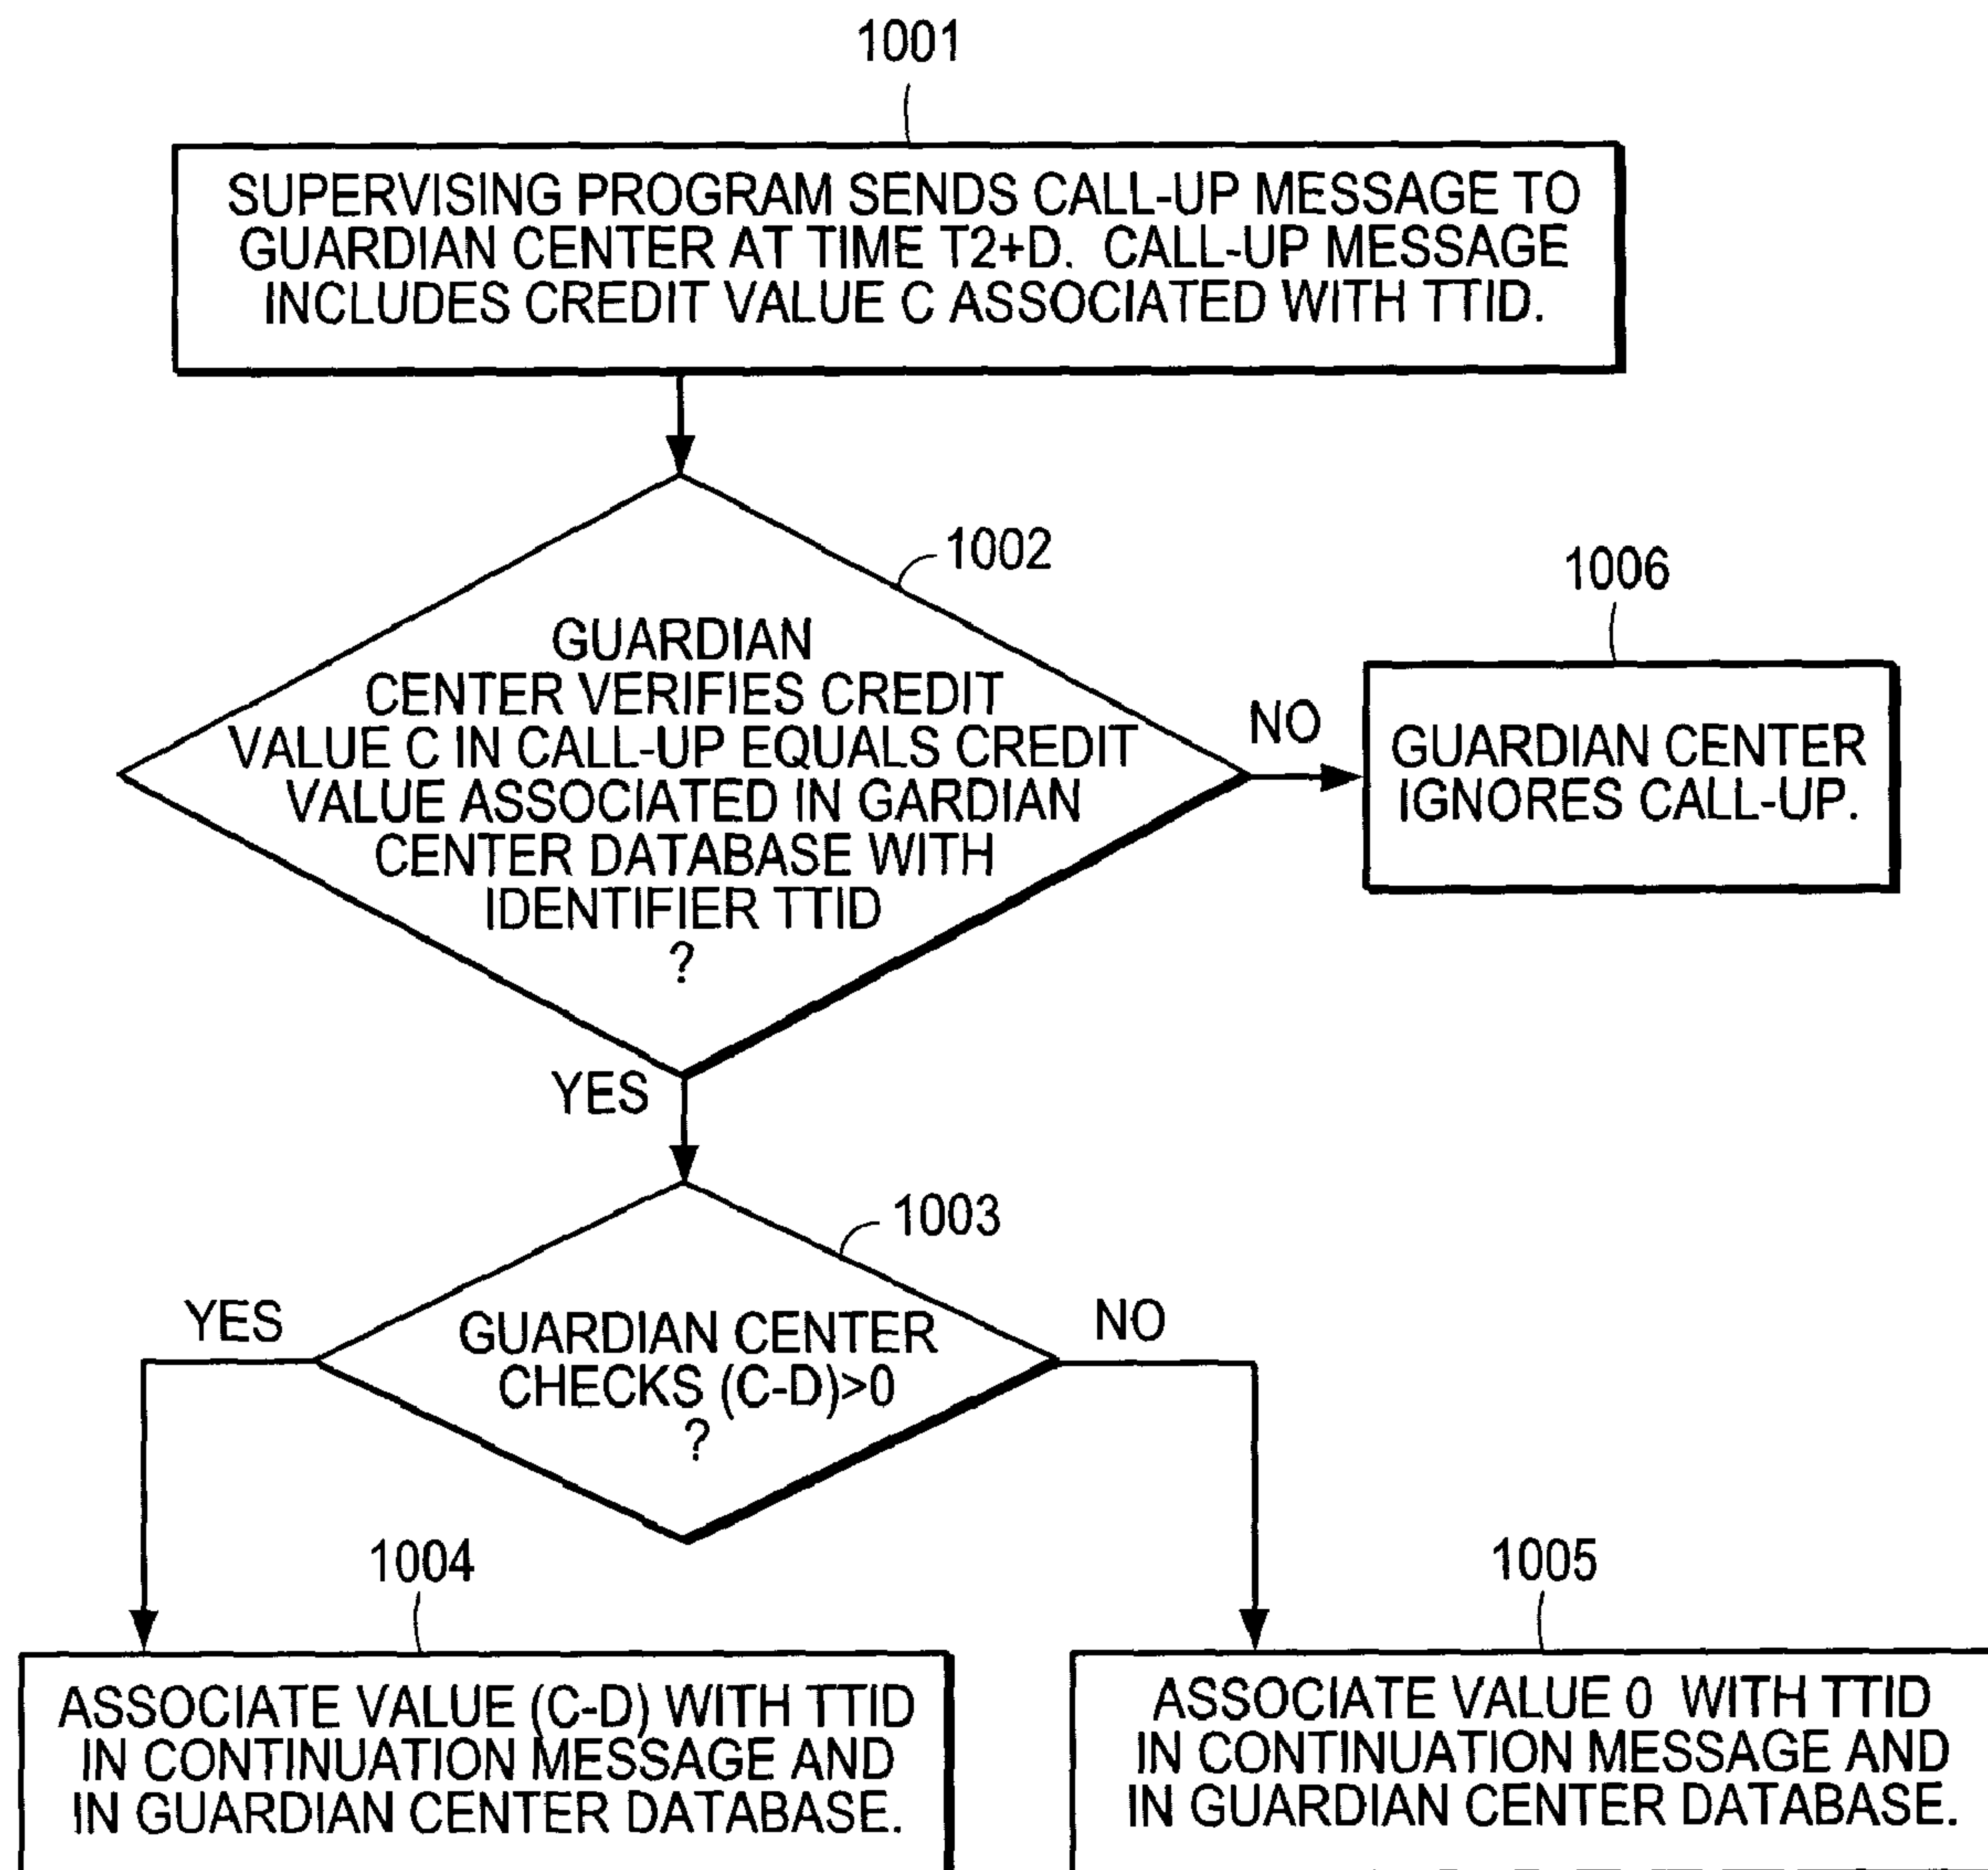 1001
SUPERVISING PROGRAM SENDS CALL-UP MESSAGE TO
GUARDIAN CENTER AT TIME T2+D. CALL-UP MESSAGE
INCLUDES CREDIT VALUE C ASSOCIATED WITH TTID.
1002
GUARDIAN
CENTER VERIFIES CREDIT
VALUE C IN CALL-UP EQUALS CREDIT
VALUE ASSOCIATED IN GARDIAN
CENTER DATABASE WITH
IDENTIFIER TTID
?
NO
1006
GUARDIAN CENTER
IGNORES CALL-UP.
YES
1003
GUARDIAN CENTER
CHECKS (C-D)>0
?
YES
NO
1004
ASSOCIATE VALUE (C-D) WITH TTID
IN CONTINUATION MESSAGE AND
IN GUARDIAN CENTER DATABASE.
1005
ASSOCIATE VALUE 0 WITH TTID
IN CONTINUATION MESSAGE AND
IN GUARDIAN CENTER DATABASE.